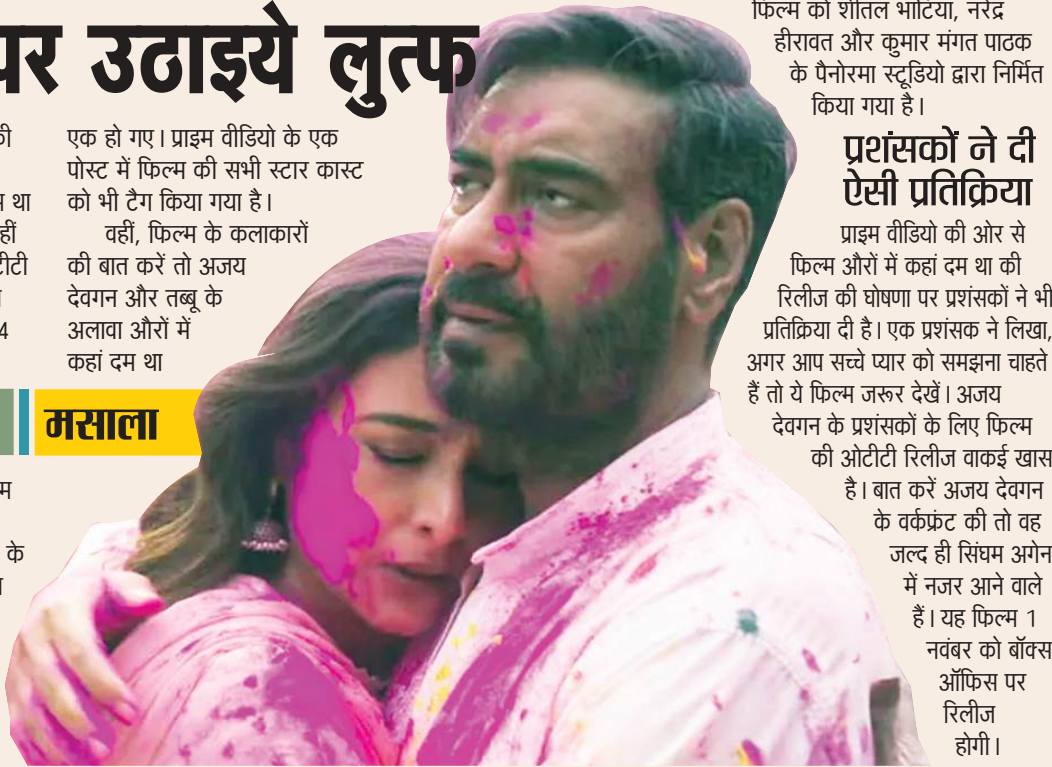 पर उठाइये लुत्फ
की
म था
हीं
टीटी
4
म
के
एक हो गए। प्राइम वीडियो के एक
पोस्ट में फिल्म की सभी स्टार कास्ट
को भी टैग किया गया है।
वहीं, फिल्म के कलाकारों
की बात करें तो अजय
देवगन और तब्बू के
अलावा औरों में
कहां दम था
मसाला
फिल्म को शीतल भाटिया, नरेंद्र
हीरावत और कुमार मंगत पाठक
के पैनोरमा स्टूडियो द्वारा निर्मित
किया गया है।
प्रशंसकों ने दी
ऐसी प्रतिक्रिया
प्राइम वीडियो की ओर से
फिल्म औरों में कहां दम था की
रिलीज की घोषणा पर प्रशंसकों ने भी
प्रतिक्रिया दी है। एक प्रशंसक ने लिखा,
अगर आप सच्चे प्यार को समझना चाहते
हैं तो ये फिल्म जरूर देखें। अजय
देवगन के प्रशंसकों के लिए फिल्म
की ओटीटी रिलीज वाकई खास
है। बात करें अजय देवगन
के वर्कफ्रंट की तो वह
जल्द ही सिंघम अगेन
में नजर आने वाले
हैं। यह फिल्म 1
नवंबर को बॉक्स
ऑफिस पर
रिलीज
होगी।